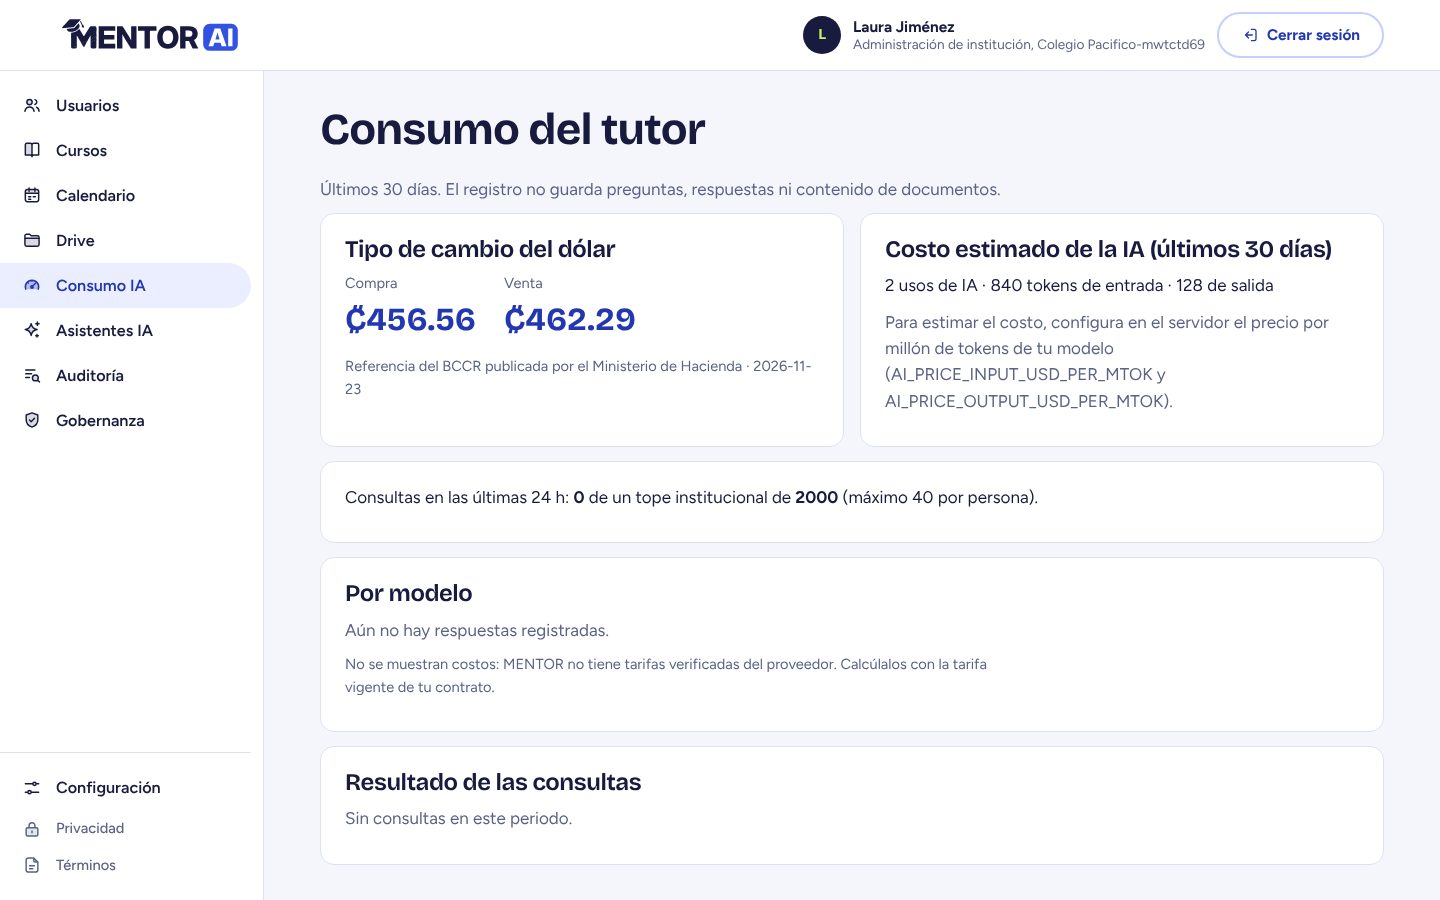 MENTOR AI
L
Laura Jiménez
Administración de institución, Colegio Pacifico-mwtctd69
Cerrar sesión
Usuarios
Cursos
Calendario
Drive
Consumo IA
Asistentes IA
Auditoría
Gobernanza
Configuración
Privacidad
Términos
Consumo del tutor
Últimos 30 días. El registro no guarda preguntas, respuestas ni contenido de documentos.
Tipo de cambio del dólar
Compra
₡456.56
Venta
₡462.29
Referencia del BCCR publicada por el Ministerio de Hacienda · 2026-11-
23
Costo estimado de la IA (últimos 30 días)
2 usos de IA · 840 tokens de entrada · 128 de salida
Para estimar el costo, configura en el servidor el precio por
millón de tokens de tu modelo
(AI_PRICE_INPUT_USD_PER_MTOK y
AI_PRICE_OUTPUT_USD_PER_MTOK).
Consultas en las últimas 24 h: 0 de un tope institucional de 2000 (máximo 40 por persona).
Por modelo
Aún no hay respuestas registradas.
No se muestran costos: MENTOR no tiene tarifas verificadas del proveedor. Calcúlalos con la tarifa
vigente de tu contrato.
Resultado de las consultas
Sin consultas en este periodo.